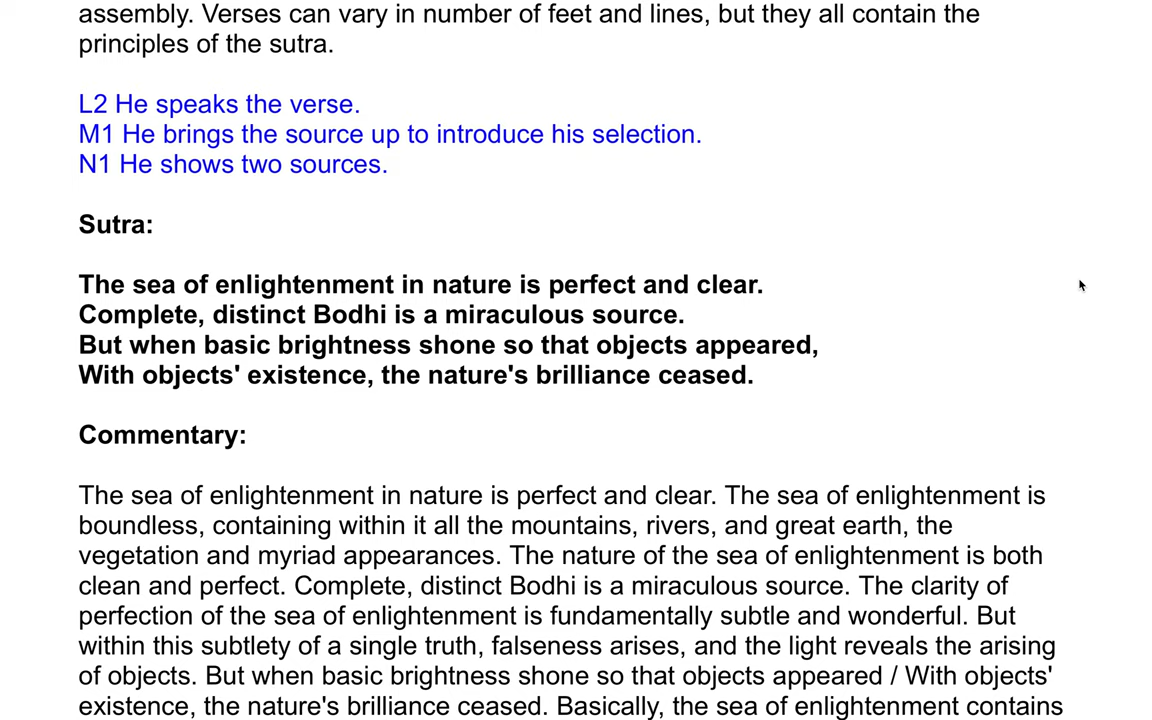 assembly. Verses can vary in number of feet and lines, but they all contain the
principles of the sutra.
L2 He speaks the verse.
M1 He brings the source up to introduce his selection.
N1 He shows two sources.
Sutra:
The sea of enlightenment in nature is perfect and clear.
Complete, distinct Bodhi is a miraculous source.
But when basic brightness shone so that objects appeared,
With objects' existence, the nature's brilliance ceased.
Commentary:
The sea of enlightenment in nature is perfect and clear. The sea of enlightenment is
boundless, containing within it all the mountains, rivers, and great earth, the
vegetation and myriad appearances. The nature of the sea of enlightenment is both
clean and perfect. Complete, distinct Bodhi is a miraculous source. The clarity of
perfection of the sea of enlightenment is fundamentally subtle and wonderful. But
within this subtlety of a single truth, falseness arises, and the light reveals the arising
of objects. But when basic brightness shone so that objects appeared / With objects'
existence, the nature's brilliance ceased. Basically, the sea of enlightenment contains